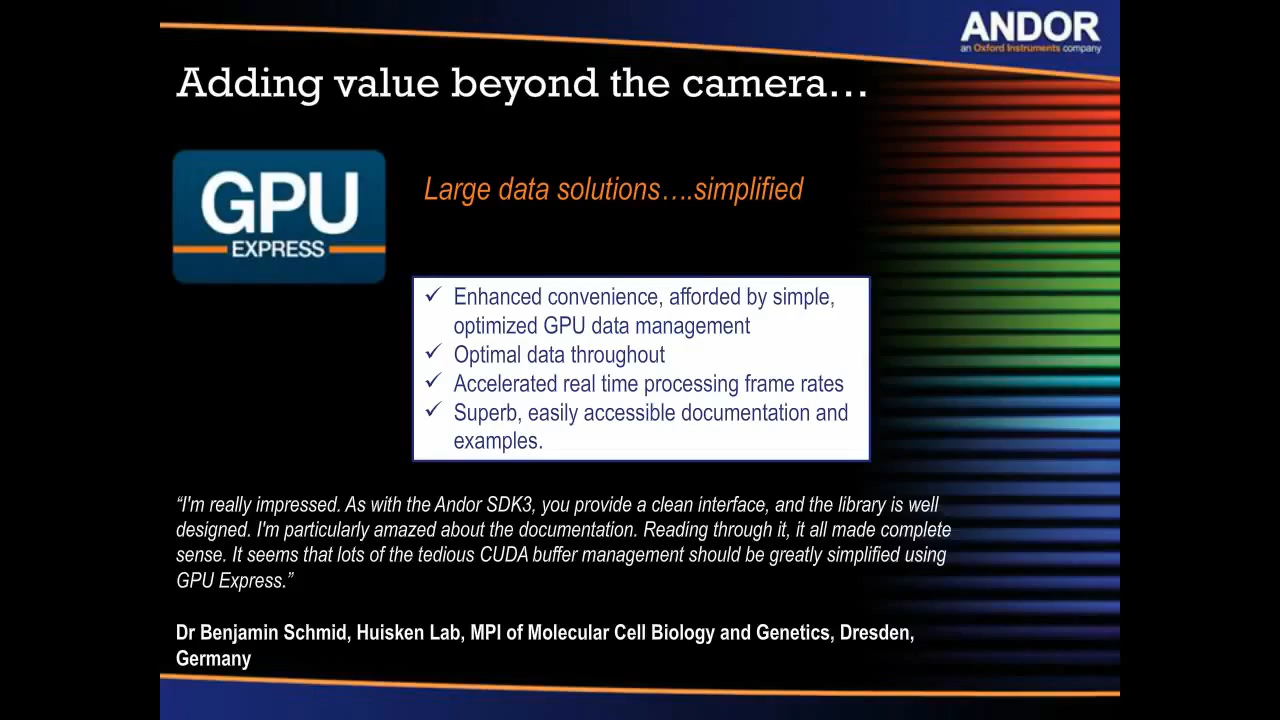 ANDOR
an Oxford Instruments company
Adding value beyond the camera…
GPU
EXPRESS
Large data solutions….simplified
✓ Enhanced convenience, afforded by simple,
optimized GPU data management
✓ Optimal data throughout
✓ Accelerated real time processing frame rates
✓ Superb, easily accessible documentation and
examples.
“I'm really impressed. As with the Andor SDK3, you provide a clean interface, and the library is well
designed. I'm particularly amazed about the documentation. Reading through it, it all made complete
sense. It seems that lots of the tedious CUDA buffer management should be greatly simplified using
GPU Express.”
Dr Benjamin Schmid, Huisken Lab, MPI of Molecular Cell Biology and Genetics, Dresden,
Germany